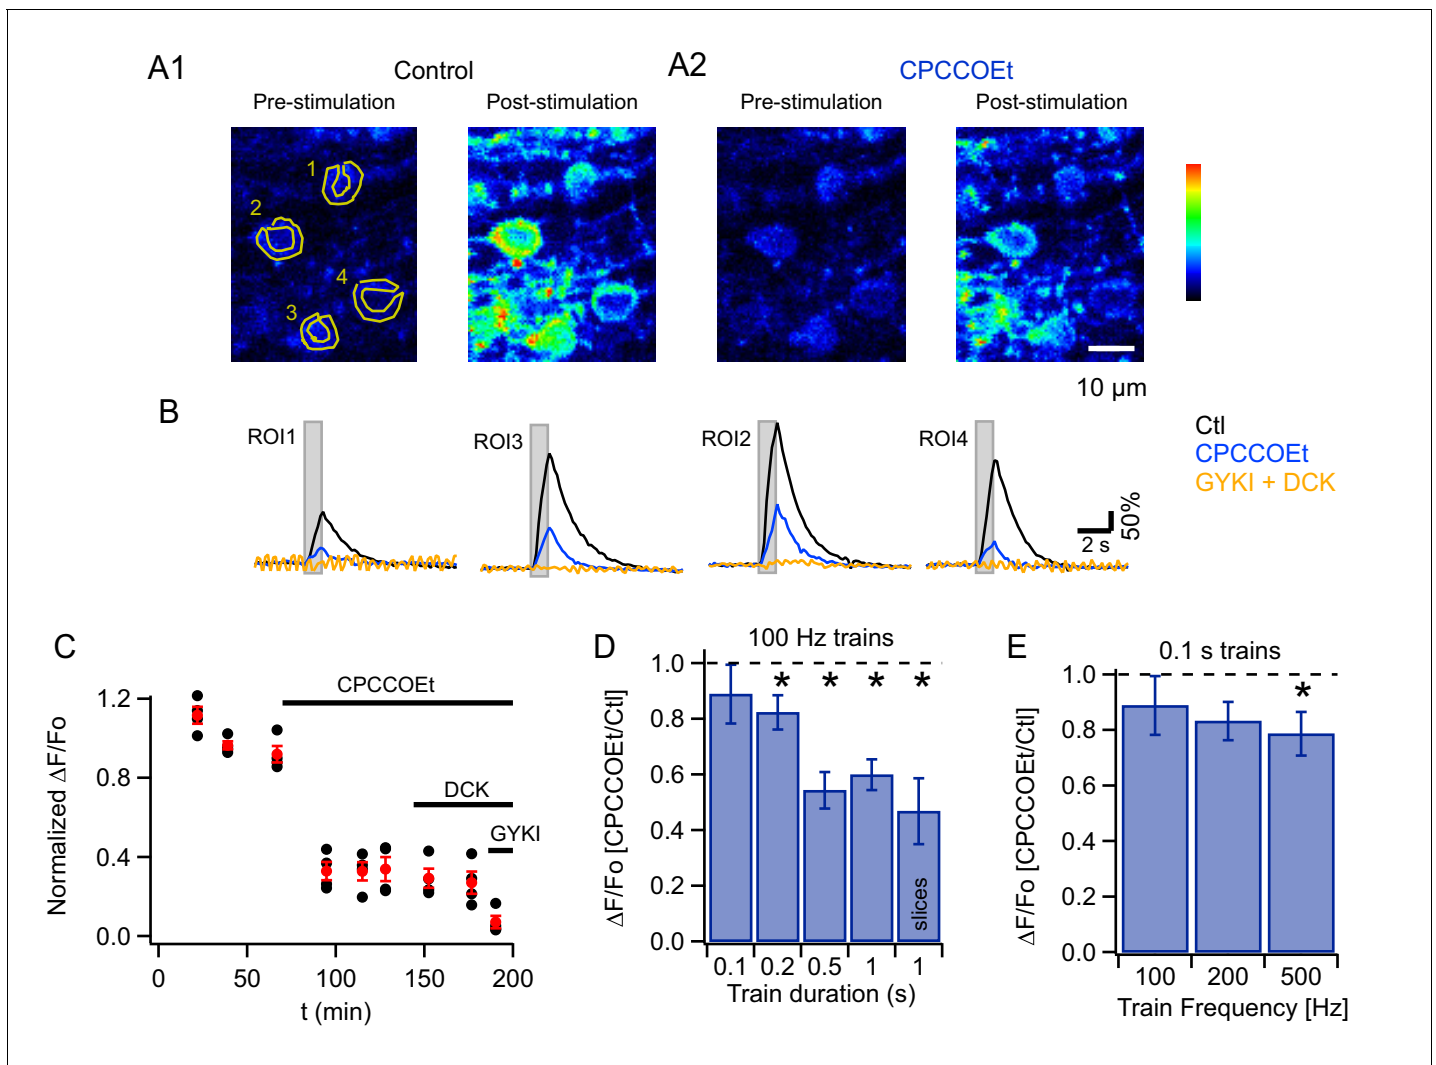 A1
Control
Pre-stimulation
Post-stimulation
1
2
4
3
A2
CPCCOEt
Pre-stimulation
Post-stimulation
10 µm
B
ROI1
ROI3
ROI2
ROI4
2 s
50%
Ctl
CPCCOEt
GYKI + DCK
C
Normalized ΔF/Fo
1.2
0.8
0.4
0.0
CPCCOEt
DCK
GYKI
0 50 100 150 200
t (min)
D
100 Hz trains
ΔF/Fo [CPCCOEt/Ctl]
1.0
0.8
0.6
0.4
0.2
0.0
* * * *
slices
0.1 0.2 0.5 1 1
Train duration (s)
E
0.1 s trains
ΔF/Fo [CPCCOEt/Ctl]
1.0
0.8
0.6
0.4
0.2
0.0
*
100 200 500
Train Frequency [Hz]